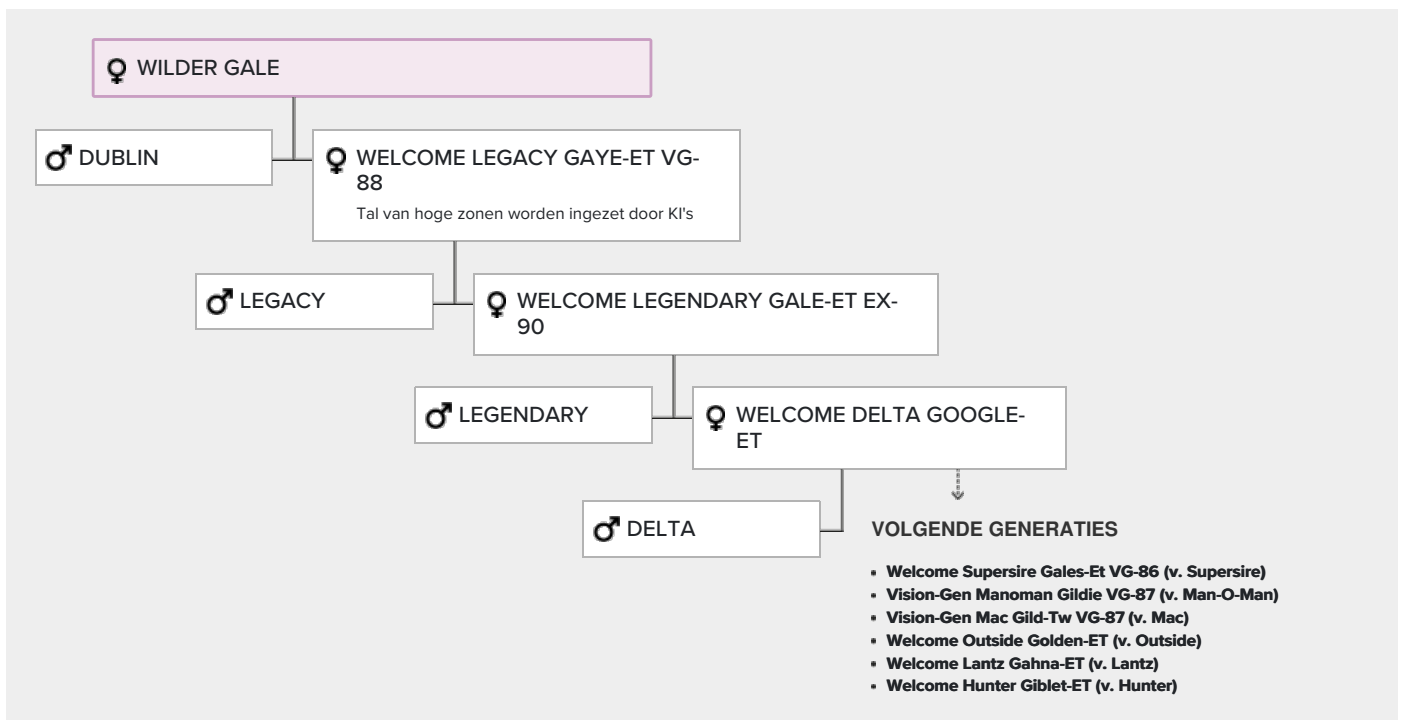 WILDER GALE
DUBLIN
WELCOME LEGACY GAYE-ET VG-
88
Tal van hoge zonen worden ingezet door KI's
LEGACY
WELCOME LEGENDARY GALE-ET EX-
90
LEGENDARY
WELCOME DELTA GOOGLE-
ET
DELTA
VOLGENDE GENERATIES
Welcome Supersire Gales-Et VG-86 (v. Supersire)
Vision-Gen Manoman Gildie VG-87 (v. Man-O-Man)
Vision-Gen Mac Gild-Tw VG-87 (v. Mac)
Welcome Outside Golden-ET (v. Outside)
Welcome Lantz Gahna-ET (v. Lantz)
Welcome Hunter Giblet-ET (v. Hunter)